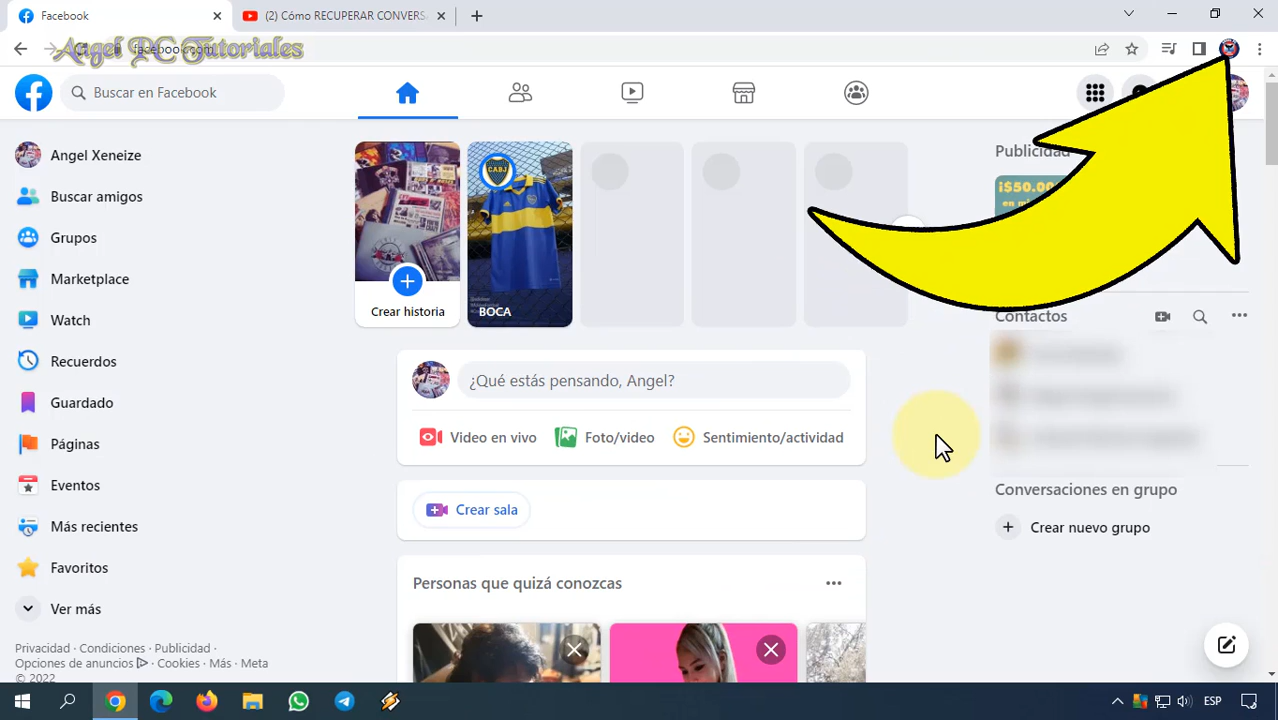 Facebook
(2) Cómo RECUPERAR CONVERS
facebook.com
Angel PC Tutoriales
Buscar en Facebook
Angel Xeneize
Buscar amigos
Grupos
Marketplace
Watch
Recuerdos
Guardado
Páginas
Eventos
Más recientes
Favoritos
Ver más
Privacidad · Condiciones · Publicidad ·
Opciones de anuncios · Cookies · Más · Meta
© 2022
Crear historia
CABJ
BOCA
¿Qué estás pensando, Angel?
Video en vivo
Foto/video
Sentimiento/actividad
Crear sala
Personas que quizá conozcas
Publicidad
¡$50.00
Contactos
Conversaciones en grupo
Crear nuevo grupo
ESP